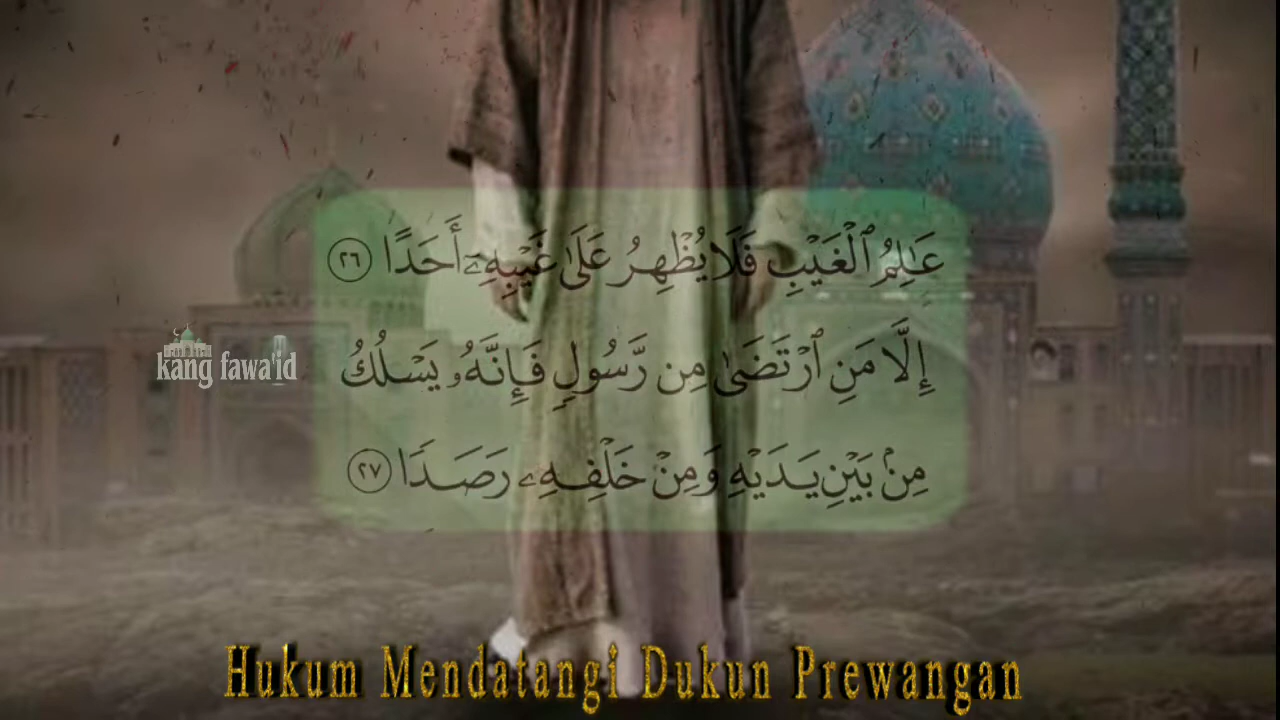 عَـٰلِمُ ٱلْغَيْبِ فَلَا يُظْهِرُ عَلَىٰ غَيْبِهِۦٓ أَحَدًا ٢٦
إِلَّا مَنِ ٱرْتَضَىٰ مِن رَّسُولٍ فَإِنَّهُۥ يَسْلُكُ
kang fawa'id
مِنۢ بَيْنِ يَدَيْهِ وَمِنْ خَلْفِهِۦ رَصَدًا ٢٧
Hukum Mendatangi Dukun Prewangan